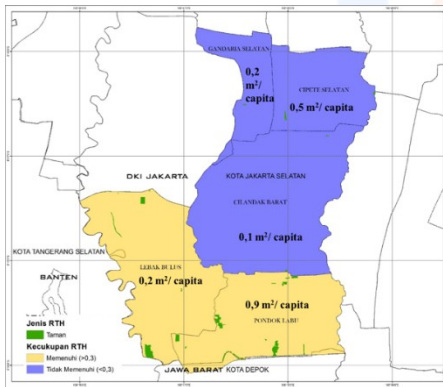 GANDARIA SELATAN
0,2
m²/
capita
CIPETE SELATAN
0,5 m²/ capita
DKI JAKARTA
KOTA JAKARTA SELATAN
CILANDAK BARAT
0,1 m²/ capita
KOTA TANGERANG SELATAN
BANTEN
LEBAK BULUS
0,2 m²/ capita
0,9 m²/ capita
PONDOK LABU
Jenis RTH
Taman
Kecukupan RTH
Memenuhi (>0.3)
Tidak Memenuhi (<0,3)
JAWA BARAT
KOTA DEPOK